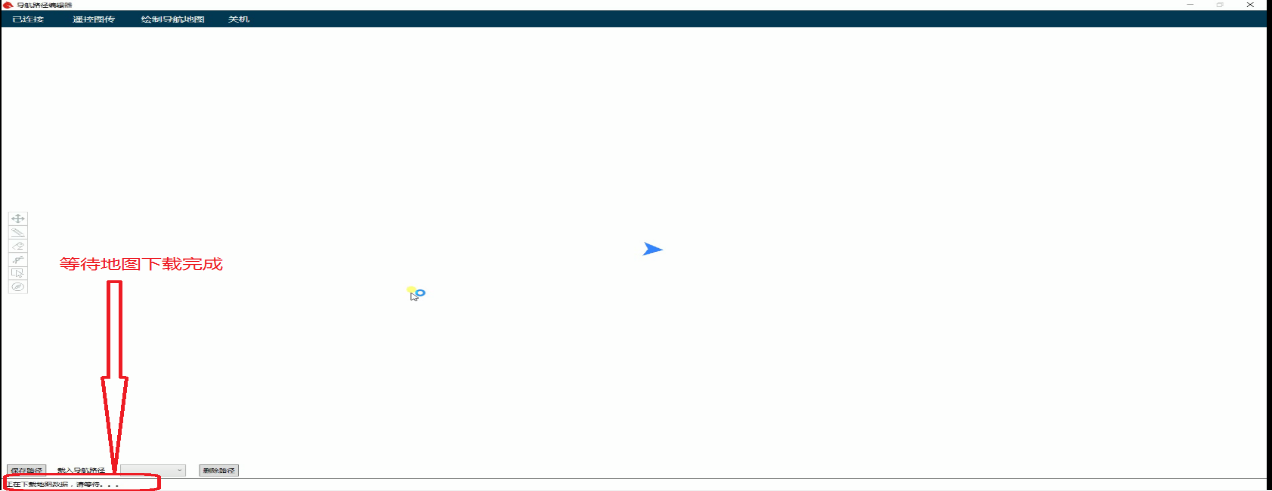 导航路径编辑器
已连接 遥控图传 绘制导航地图 关机
等待地图下载完成
保存路径 载入导航路径 删除路径
正在下载地图数据，请等待。。。